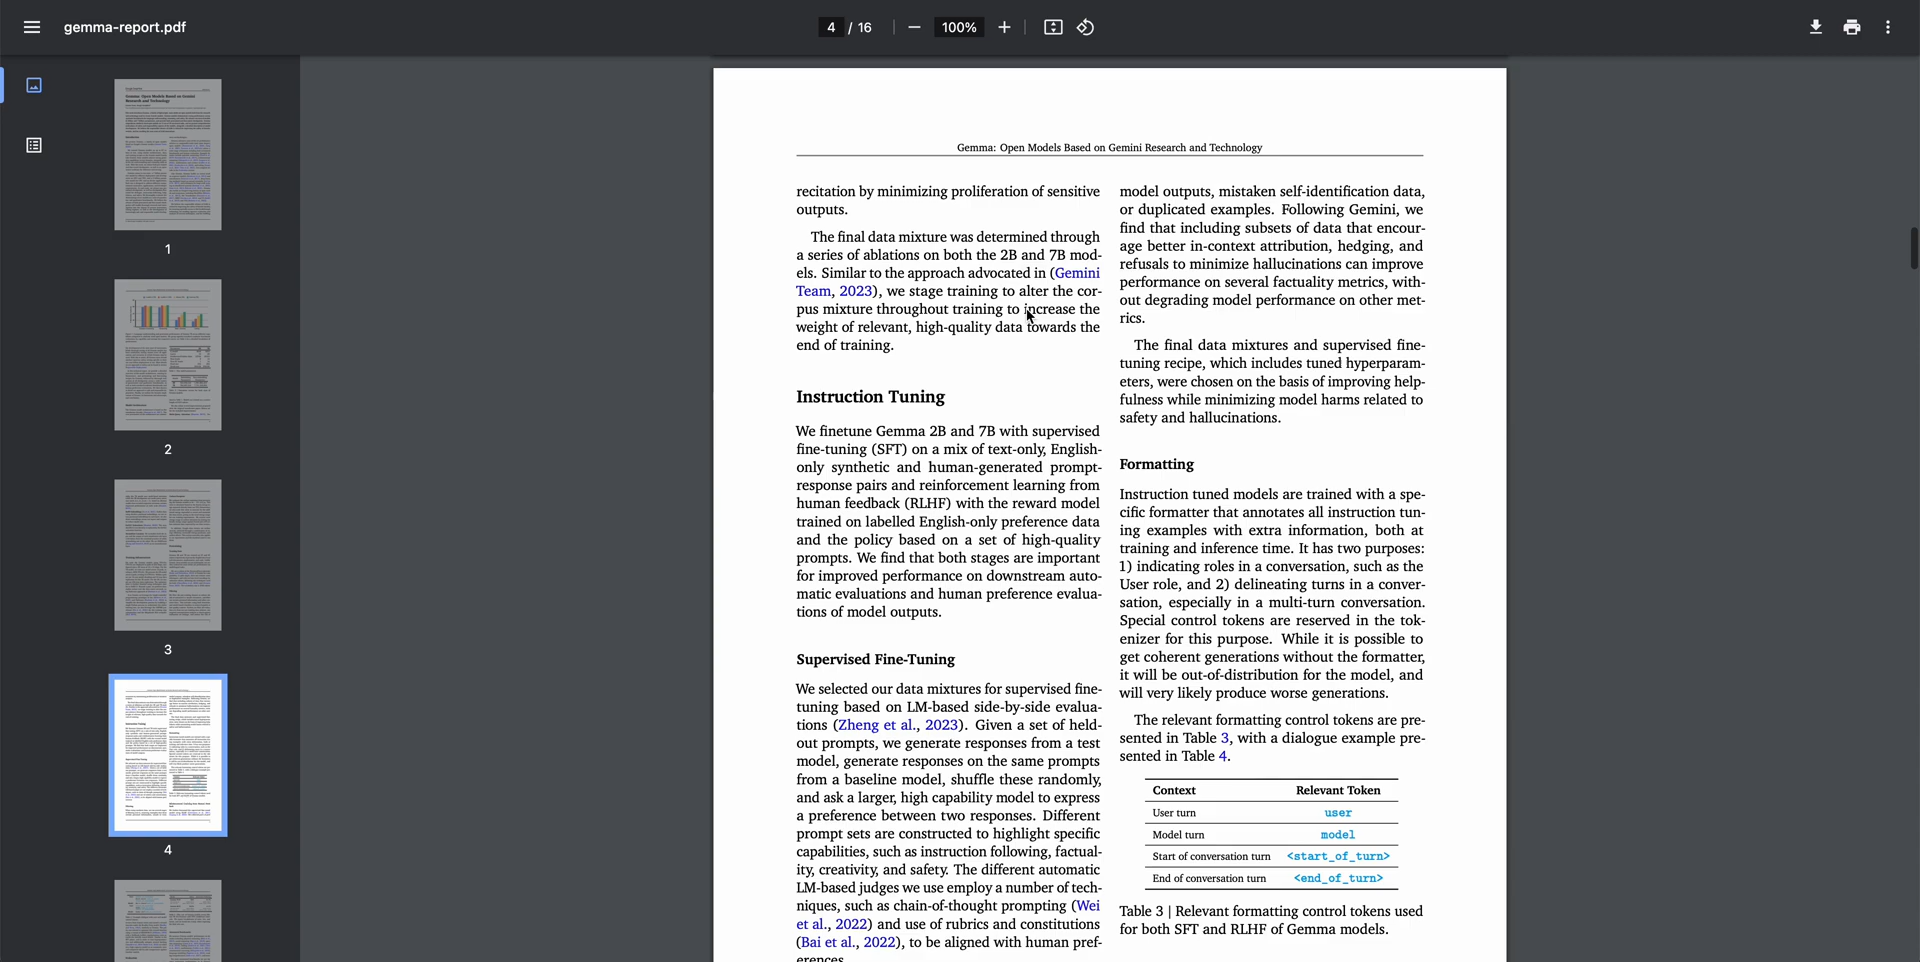 gemma-report.pdf
4 / 16
100%
1
2
3
4
Gemma: Open Models Based on Gemini Research and Technology
recitation by minimizing proliferation of sensitive
outputs.
The final data mixture was determined through
a series of ablations on both the 2B and 7B mod-
els. Similar to the approach advocated in (Gemini
Team, 2023), we stage training to alter the cor-
pus mixture throughout training to increase the
weight of relevant, high-quality data towards the
end of training.
Instruction Tuning
We finetune Gemma 2B and 7B with supervised
fine-tuning (SFT) on a mix of text-only, English-
only synthetic and human-generated prompt-
response pairs and reinforcement learning from
human feedback (RLHF) with the reward model
trained on labelled English-only preference data
and the policy based on a set of high-quality
prompts. We find that both stages are important
for improved performance on downstream auto-
matic evaluations and human preference evalua-
tions of model outputs.
Supervised Fine-Tuning
We selected our data mixtures for supervised fine-
tuning based on LM-based side-by-side evalua-
tions (Zheng et al., 2023). Given a set of held-
out prompts, we generate responses from a test
model, generate responses on the same prompts
from a baseline model, shuffle these randomly,
and ask a larger, high capability model to express
a preference between two responses. Different
prompt sets are constructed to highlight specific
capabilities, such as instruction following, factual-
ity, creativity, and safety. The different automatic
LM-based judges we use employ a number of tech-
niques, such as chain-of-thought prompting (Wei
et al., 2022) and use of rubrics and constitutions
(Bai et al., 2022), to be aligned with human pref-
erences.
model outputs, mistaken self-identification data,
or duplicated examples. Following Gemini, we
find that including subsets of data that encour-
age better in-context attribution, hedging, and
refusals to minimize hallucinations can improve
performance on several factuality metrics, with-
out degrading model performance on other met-
rics.
The final data mixtures and supervised fine-
tuning recipe, which includes tuned hyperparam-
eters, were chosen on the basis of improving help-
fulness while minimizing model harms related to
safety and hallucinations.
Formatting
Instruction tuned models are trained with a spe-
cific formatter that annotates all instruction tun-
ing examples with extra information, both at
training and inference time. It has two purposes:
1) indicating roles in a conversation, such as the
User role, and 2) delineating turns in a conver-
sation, especially in a multi-turn conversation.
Special control tokens are reserved in the tok-
enizer for this purpose. While it is possible to
get coherent generations without the formatter,
it will be out-of-distribution for the model, and
will very likely produce worse generations.
The relevant formatting control tokens are pre-
sented in Table 3, with a dialogue example pre-
sented in Table 4.
Context Relevant Token
User turn user
Model turn model
Start of conversation turn <start_of_turn>
End of conversation turn <end_of_turn>
Table 3 | Relevant formatting control tokens used
for both SFT and RLHF of Gemma models.